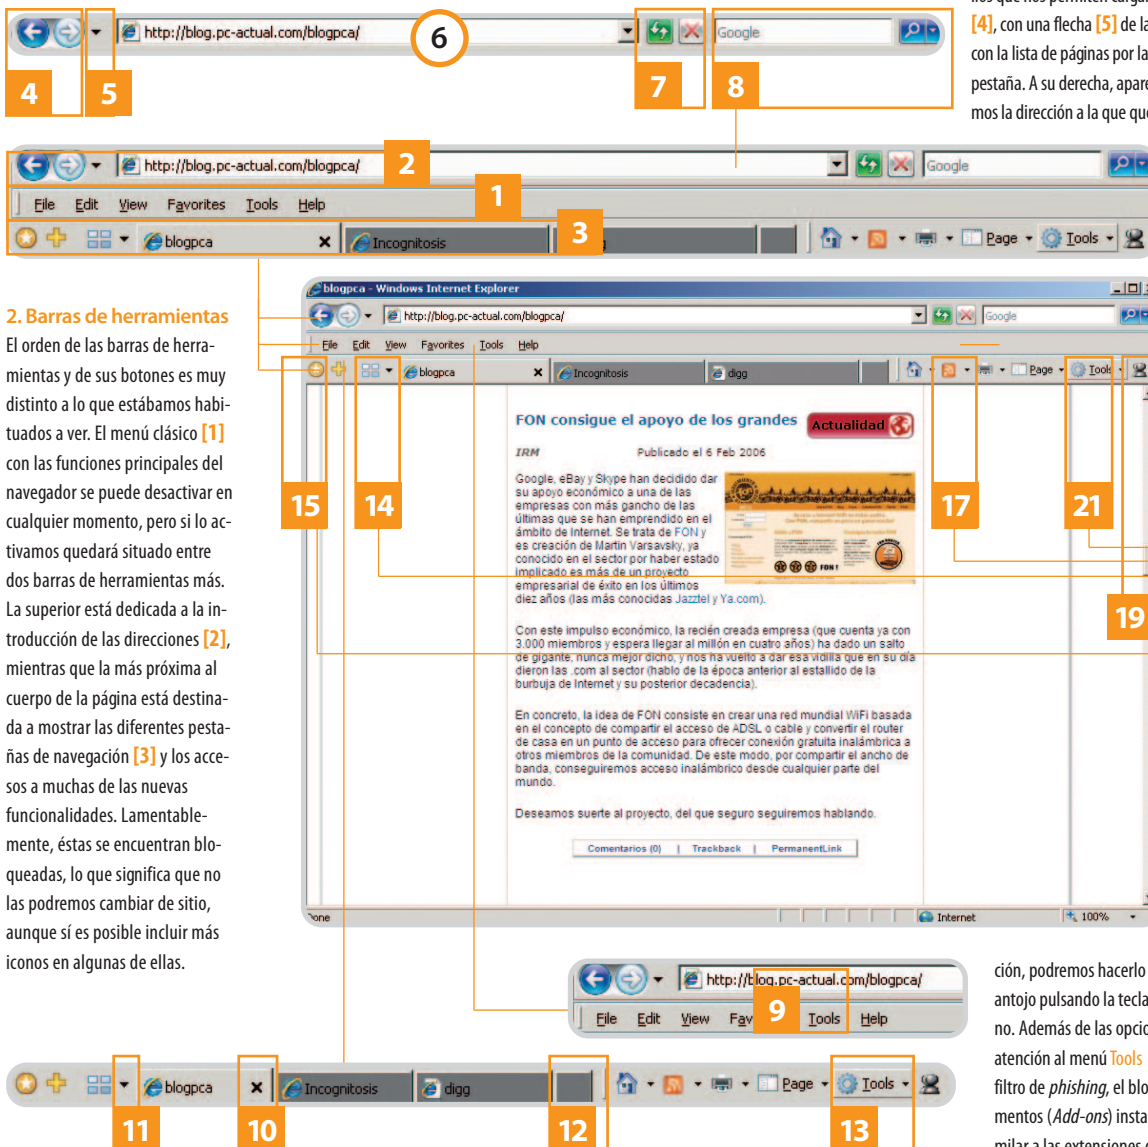 http://blog.pc-actual.com/blogpca/
6
Google
4
5
7
8
[4], con una flecha [5] de la
con la lista de páginas por la
pestaña. A su derecha, apare
mos la dirección a la que que
http://blog.pc-actual.com/blogpca/
2
Google
1
File Edit View Favorites Tools Help
blogpca
Incognitosis
3
Page
Tools
2. Barras de herramientas
El orden de las barras de herra-
mientas y de sus botones es muy
distinto a lo que estábamos habi-
tuados a ver. El menú clásico [1]
con las funciones principales del
navegador se puede desactivar en
cualquier momento, pero si lo ac-
tivamos quedará situado entre
dos barras de herramientas más.
La superior está dedicada a la in-
troducción de las direcciones [2],
mientras que la más próxima al
cuerpo de la página está destina-
da a mostrar las diferentes pesta-
ñas de navegación [3] y los acce-
sos a muchas de las nuevas
funcionalidades. Lamentable-
mente, éstas se encuentran blo-
queadas, lo que significa que no
las podremos cambiar de sitio,
aunque sí es posible incluir más
iconos en algunas de ellas.
blogpca - Windows Internet Explorer
http://blog.pc-actual.com/blogpca/
Google
File Edit View Favorites Tools Help
blogpca
Incognitosis
digg
Page
Tools
15
14
17
21
19
FON consigue el apoyo de los grandes
Actualidad
IRM Publicado el 6 Feb 2006
Google, eBay y Skype han decidido dar
su apoyo económico a una de las
empresas con más gancho de las
últimas que se han emprendido en el
ámbito de Internet. Se trata de FON y
es creación de Martin Varsavsky, ya
conocido en el sector por haber estado
implicado es más de un proyecto
empresarial de éxito en los últimos
diez años (las más conocidas Jazztel y Ya.com).
Con este impulso económico, la recién creada empresa (que cuenta ya con
3.000 miembros y espera llegar al millón en cuatro años) ha dado un salto
de gigante, nunca mejor dicho, y nos ha vuelto a dar esa vidilla que en su día
dieron las .com al sector (hablo de la época anterior al estallido de la
burbuja de Internet y su posterior decadencia).
En concreto, la idea de FON consiste en crear una red mundial WiFi basada
en el concepto de compartir el acceso de ADSL o cable y convertir el router
de casa en un punto de acceso para ofrecer conexión gratuita inalámbrica a
otros miembros de la comunidad. De este modo, por compartir el ancho de
banda, conseguiremos acceso inalámbrico desde cualquier parte del
mundo.
Deseamos suerte al proyecto, del que seguro seguiremos hablando.
Comentarios (0) | Trackback | PermanentLink
Done
Internet
100%
http://blog.pc-actual.com/blogpca/
File Edit View Fav
9
Tools Help
ción, podremos hacerlo
antojo pulsando la tecla
no. Además de las opcio
atención al menú Tools
filtro de phishing, el blo
mentos (Add-ons) insta
milar a las extensiones
blogpca
Incognitosis
digg
Page
Tools
11
10
12
13